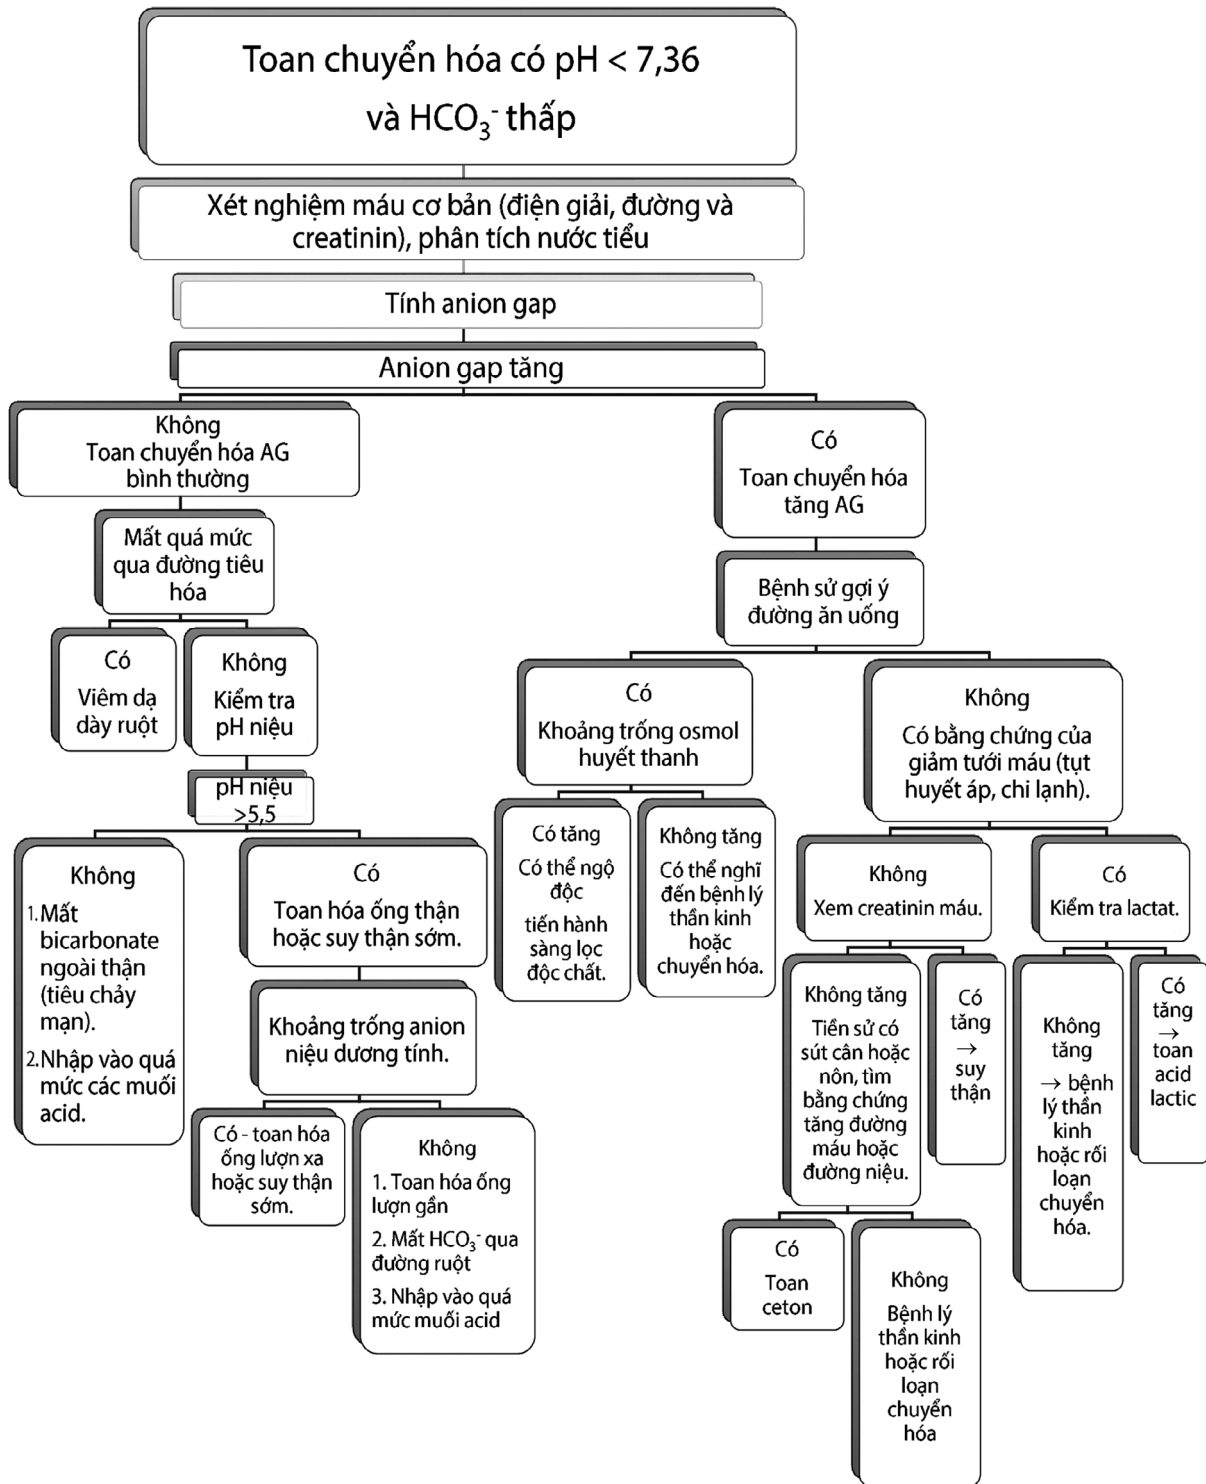 Toan chuyển hóa có pH < 7,36
và HCO₃⁻ thấp
Xét nghiệm máu cơ bản (điện giải, đường và
creatinin), phân tích nước tiểu
Tính anion gap
Anion gap tăng
Không
Toan chuyển hóa AG
bình thường
Mất quá mức
qua đường tiêu
hóa
Có
Viêm dạ
dày ruột
Không
Kiểm tra
pH niệu
pH niệu
>5,5
Không
1. Mất
bicarbonate
ngoài thận
(tiêu chảy
mạn).
2. Nhập vào quá
mức các muối
acid.
Có
Toan hóa ống thận
hoặc suy thận sớm.
Khoảng trống anion
niệu dương tính.
Có - toan hóa
ống lượn xa
hoặc suy thận
sớm.
Không
1. Toan hóa ống
lượn gần
2. Mất HCO₃⁻ qua
đường ruột
3. Nhập vào quá
mức muối acid
Có
Toan chuyển hóa
tăng AG
Bệnh sử gợi ý
đường ăn uống
Có
Khoảng trống osmol
huyết thanh
Có tăng
Có thể ngộ
độc
tiến hành
sàng lọc
độc chất.
Không tăng
Có thể nghĩ
đến bệnh lý
thần kinh
hoặc
chuyển hóa.
Không
Có bằng chứng của
giảm tưới máu (tụt
huyết áp, chi lạnh).
Không
Xem creatinin máu.
Không tăng
Tiền sử có
sút cân hoặc
nôn, tìm
bằng chứng
tăng đường
máu hoặc
đường niệu.
Có
Toan
ceton
Không
Bệnh lý
thần kinh
hoặc rối
loạn
chuyển
hóa
Có
tăng
→
suy
thận
Có
Kiểm tra lactat.
Không
tăng
→ bệnh
lý thần
kinh
hoặc rối
loạn
chuyển
hóa.
Có
tăng
→
toan
acid
lactic